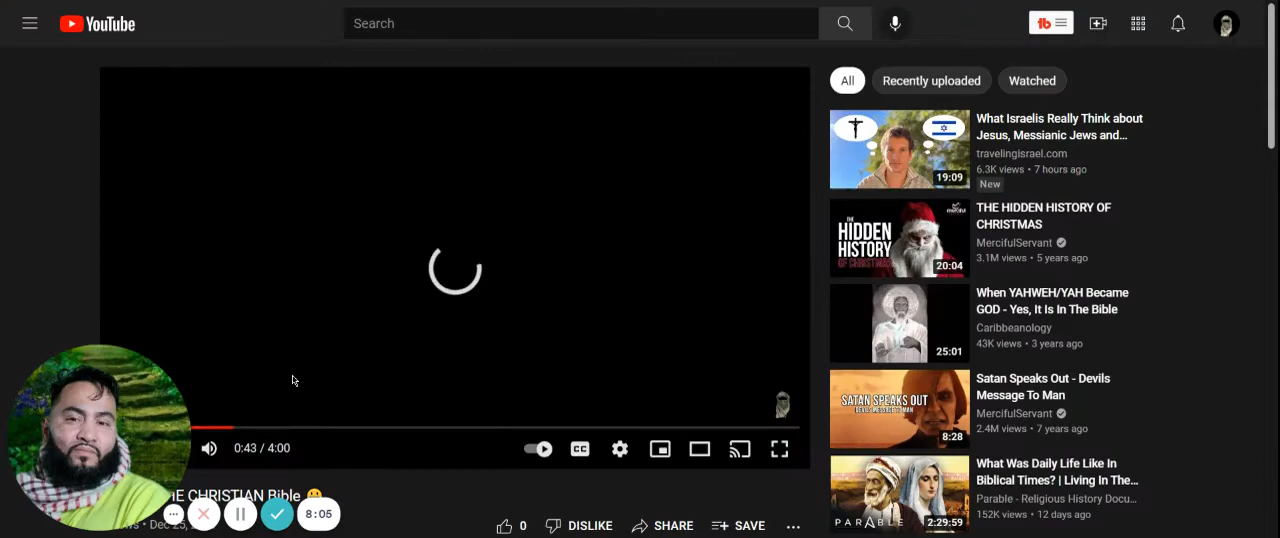 YouTube
Search
All
Recently uploaded
Watched
19:09
What Israelis Really Think about
Jesus, Messianic Jews and...
travelingisrael.com
6.3K views • 7 hours ago
New
THE
HIDDEN
HISTORY
OF CHRISTMAS
merciful
20:04
THE HIDDEN HISTORY OF
CHRISTMAS
MercifulServant
3.1M views • 5 years ago
25:01
When YAHWEH/YAH Became
GOD - Yes, It Is In The Bible
Caribbeanology
43K views • 3 years ago
SATAN SPEAKS OUT
DEVILS MESSAGE TO MAN
8:28
Satan Speaks Out - Devils
Message To Man
MercifulServant
2.4M views • 7 years ago
PARABLE
2:29:59
What Was Daily Life Like In
Biblical Times? | Living In The...
Parable - Religious History Docu...
152K views • 12 days ago
0:43 / 4:00
CC
HE CHRISTIAN Bible
8:05
0
DISLIKE
SHARE
SAVE